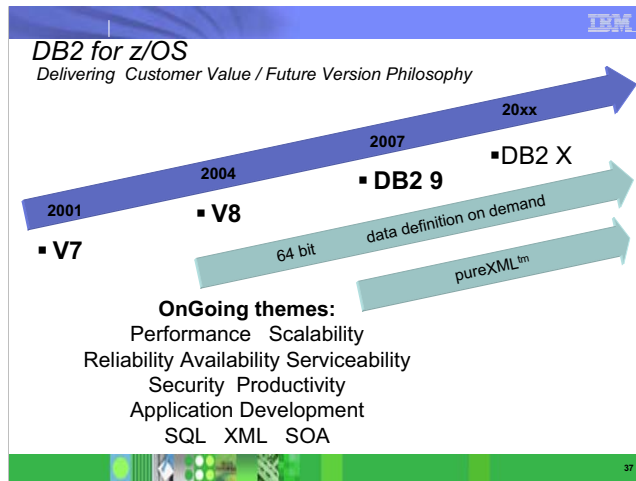 IBM
DB2 for z/OS
Delivering Customer Value / Future Version Philosophy
20xx
2007
▪DB2 X
2004
▪ DB2 9
2001
▪ V8
▪ V7
64 bit data definition on demand
pureXMLtm
OnGoing themes:
Performance Scalability
Reliability Availability Serviceability
Security Productivity
Application Development
SQL XML SOA
37